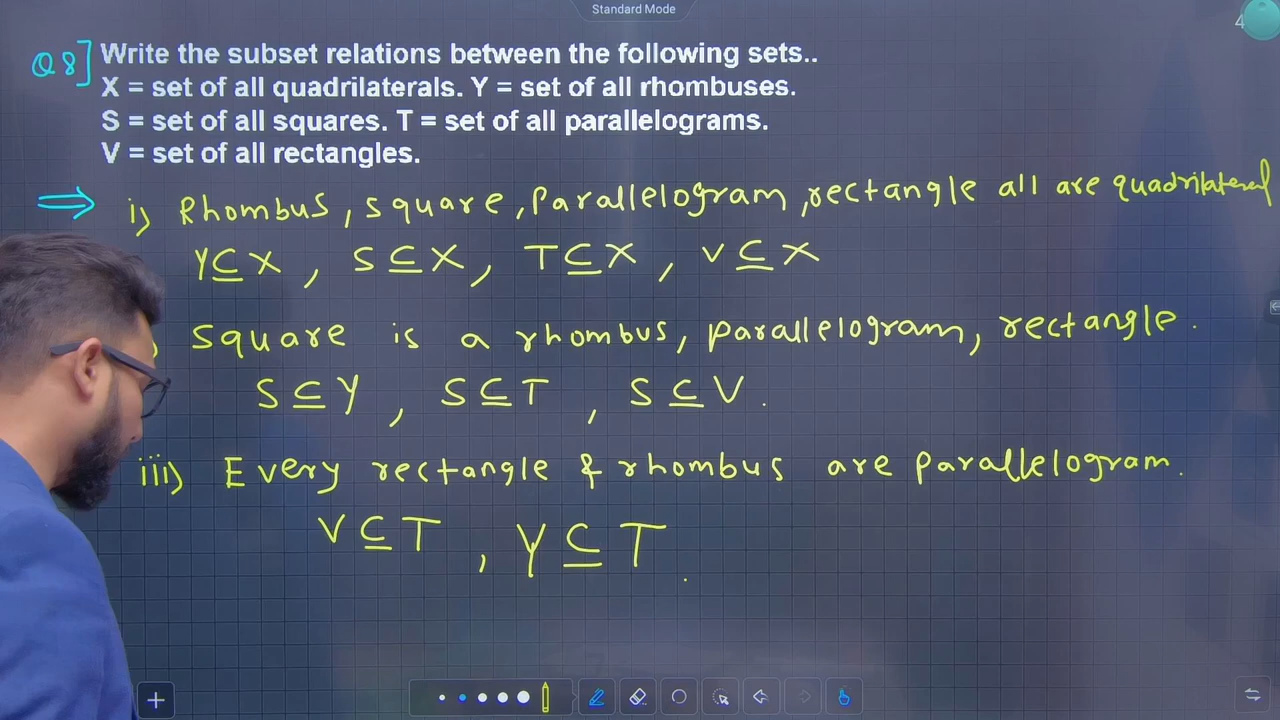 Standard Mode
4
Q8] Write the subset relations between the following sets..
X = set of all quadrilaterals. Y = set of all rhombuses.
S = set of all squares. T = set of all parallelograms.
V = set of all rectangles.
⇒ i) Rhombus, square, Parallelogram, rectangle all are quadrilateral
Y ⊆ X , S ⊆ X , T ⊆ X , V ⊆ X
) square is a rhombus, parallelogram, rectangle.
S ⊆ Y , S ⊆ T , S ⊆ V .
iii) Every rectangle & rhombus are parallelogram.
V ⊆ T , Y ⊆ T .